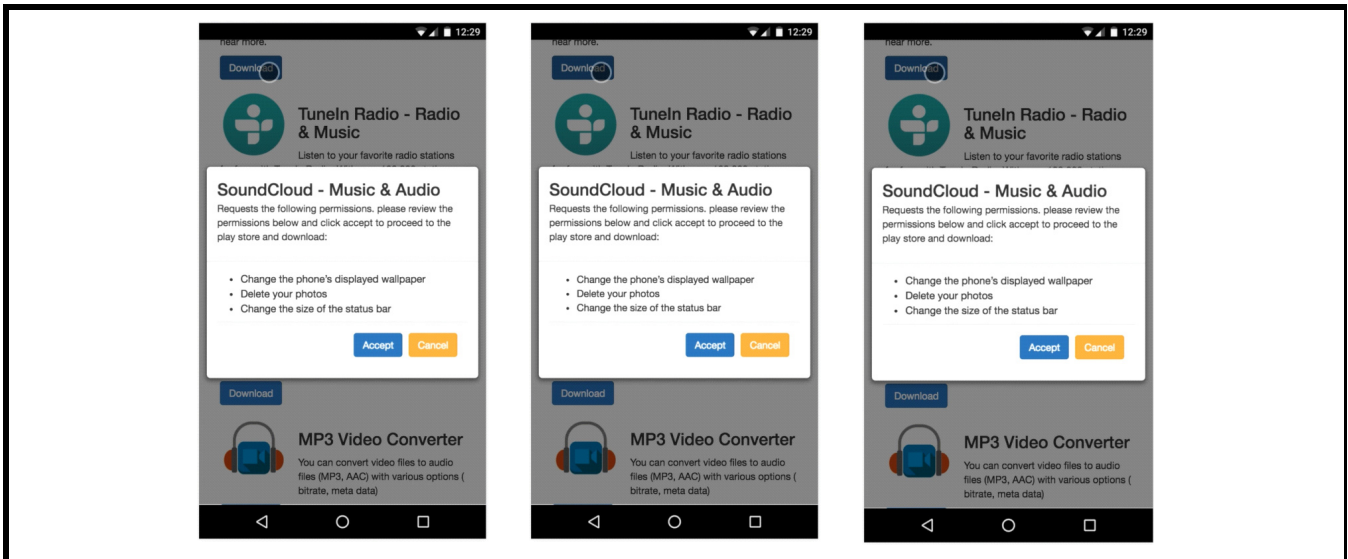 12:29
hear more.
Download
TuneIn Radio - Radio
& Music
Listen to your favorite radio stations
SoundCloud - Music & Audio
Requests the following permissions. please review the
permissions below and click accept to proceed to the
play store and download:
• Change the phone's displayed wallpaper
• Delete your photos
• Change the size of the status bar
Accept Cancel
Download
MP3 Video Converter
You can convert video files to audio
files (MP3, AAC) with various options (
bitrate, meta data)
12:29
hear more.
Download
TuneIn Radio - Radio
& Music
Listen to your favorite radio stations
SoundCloud - Music & Audio
Requests the following permissions. please review the
permissions below and click accept to proceed to the
play store and download:
• Change the phone's displayed wallpaper
• Delete your photos
• Change the size of the status bar
Accept Cancel
Download
MP3 Video Converter
You can convert video files to audio
files (MP3, AAC) with various options (
bitrate, meta data)
12:29
hear more.
Download
TuneIn Radio - Radio
& Music
Listen to your favorite radio stations
SoundCloud - Music & Audio
Requests the following permissions. please review the
permissions below and click accept to proceed to the
play store and download:
• Change the phone's displayed wallpaper
• Delete your photos
• Change the size of the status bar
Accept Cancel
Download
MP3 Video Converter
You can convert video files to audio
files (MP3, AAC) with various options (
bitrate, meta data)